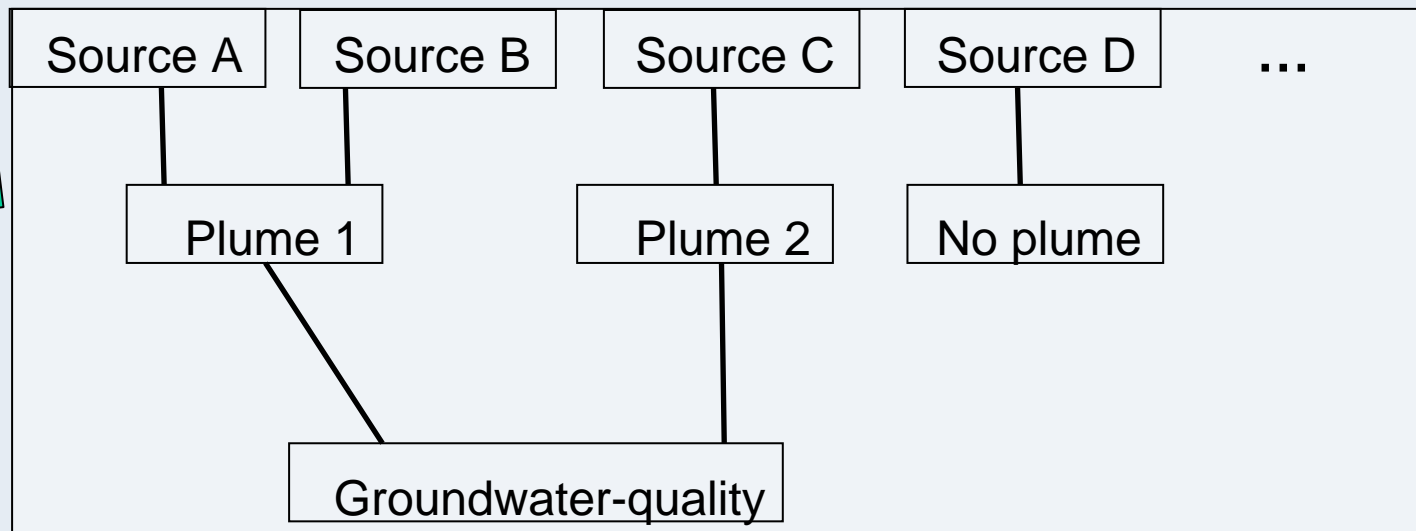 Source A
Source B
Source C
Source D
...
Plume 1
Plume 2
No plume
Groundwater-quality